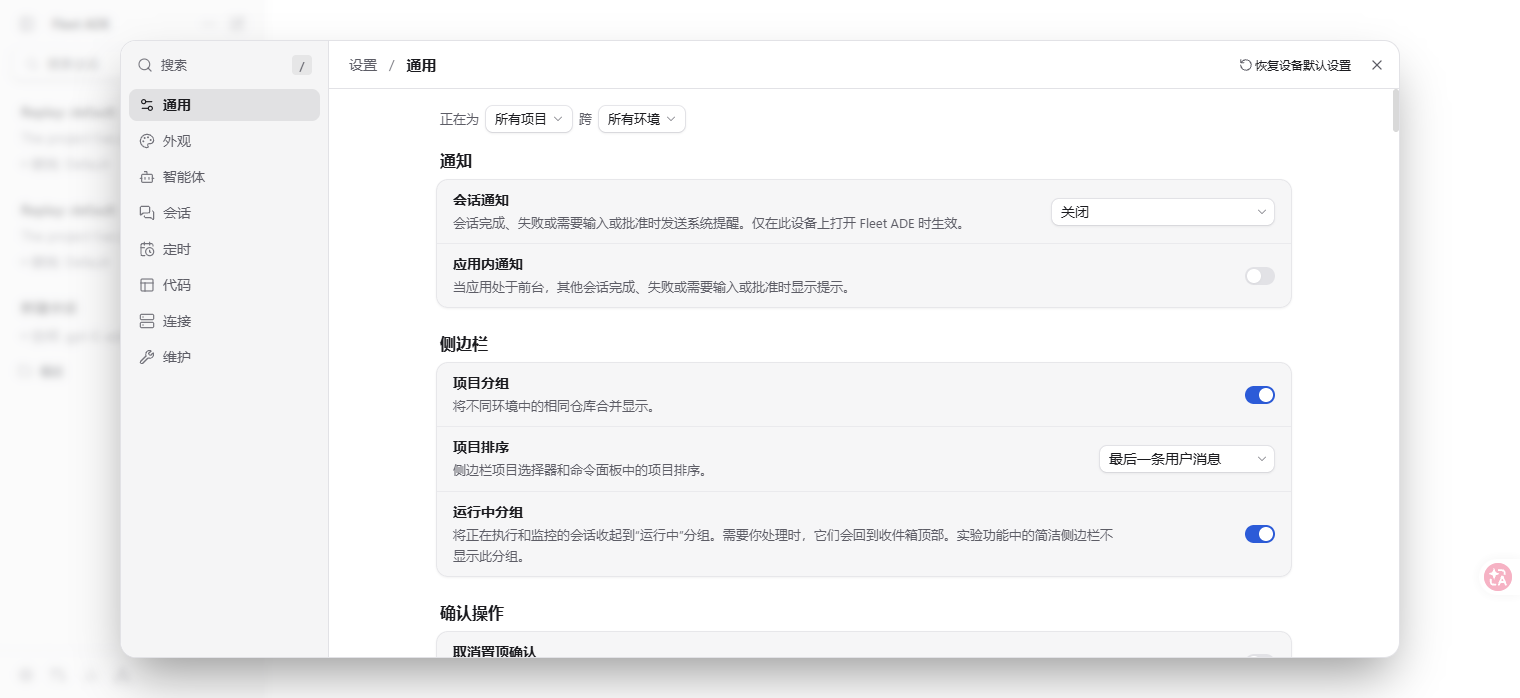 搜索 /
通用
外观
智能体
会话
定时
代码
连接
维护
设置 / 通用
恢复设备默认设置
正在为 所有项目 跨 所有环境
通知
会话通知
会话完成、失败或需要输入或批准时发送系统提醒。仅在此设备上打开 Fleet ADE 时生效。
关闭
应用内通知
当应用处于前台，其他会话完成、失败或需要输入或批准时显示提示。
侧边栏
项目分组
将不同环境中的相同仓库合并显示。
项目排序
侧边栏项目选择器和命令面板中的项目排序。
最后一条用户消息
运行中分组
将正在执行和监控的会话收起到“运行中”分组。需要你处理时，它们会回到收件箱顶部。实验功能中的简洁侧边栏不
显示此分组。
确认操作
取消置顶确认